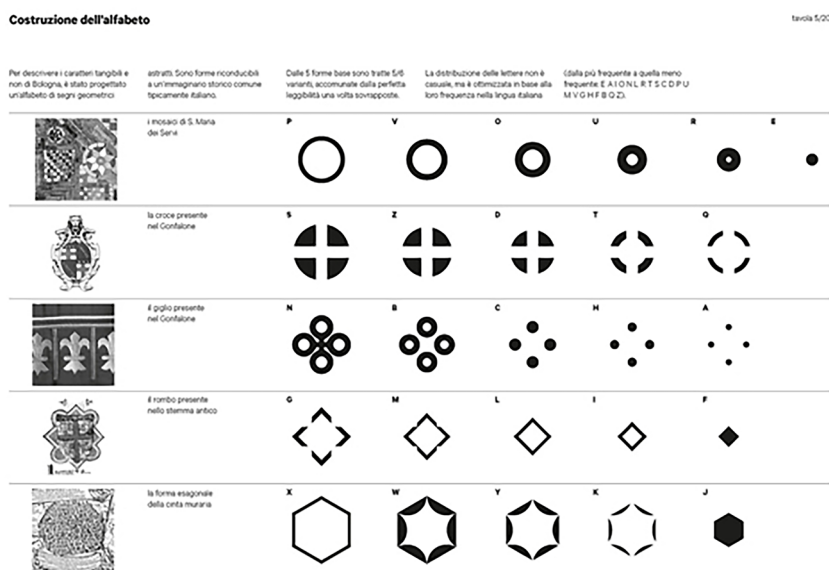 Costruzione dell'alfabeto
tavola 5/20
Per descrivere i caratteri tangibili e
non di Bologna, è stato progettato
un'alfabeto di segni geometrici
astratti. Sono forme riconducibili
a un'immaginario storico comune
tipicamente italiano.
Dalle 5 forme base sono tratte 5/6
varianti, accomunate dalla perfetta
leggibilità una volta sovrapposte.
La distribuzione delle lettere non è
casuale, ma è ottimizzata in base alla
loro frequenza nella lingua italiana
(dalla più frequente a quella meno
frequente: E A I O N L R T S C D P U
M V G H F B Q Z).
i mosaici di S. Maria
dei Servi
P V O U R E
la croce presente
nel Gonfalone
S Z D T Q
il giglio presente
nel Gonfalone
N B C H A
il rombo presente
nello stemma antico
G M L I F
la forma esagonale
della cinta muraria
X W Y K J